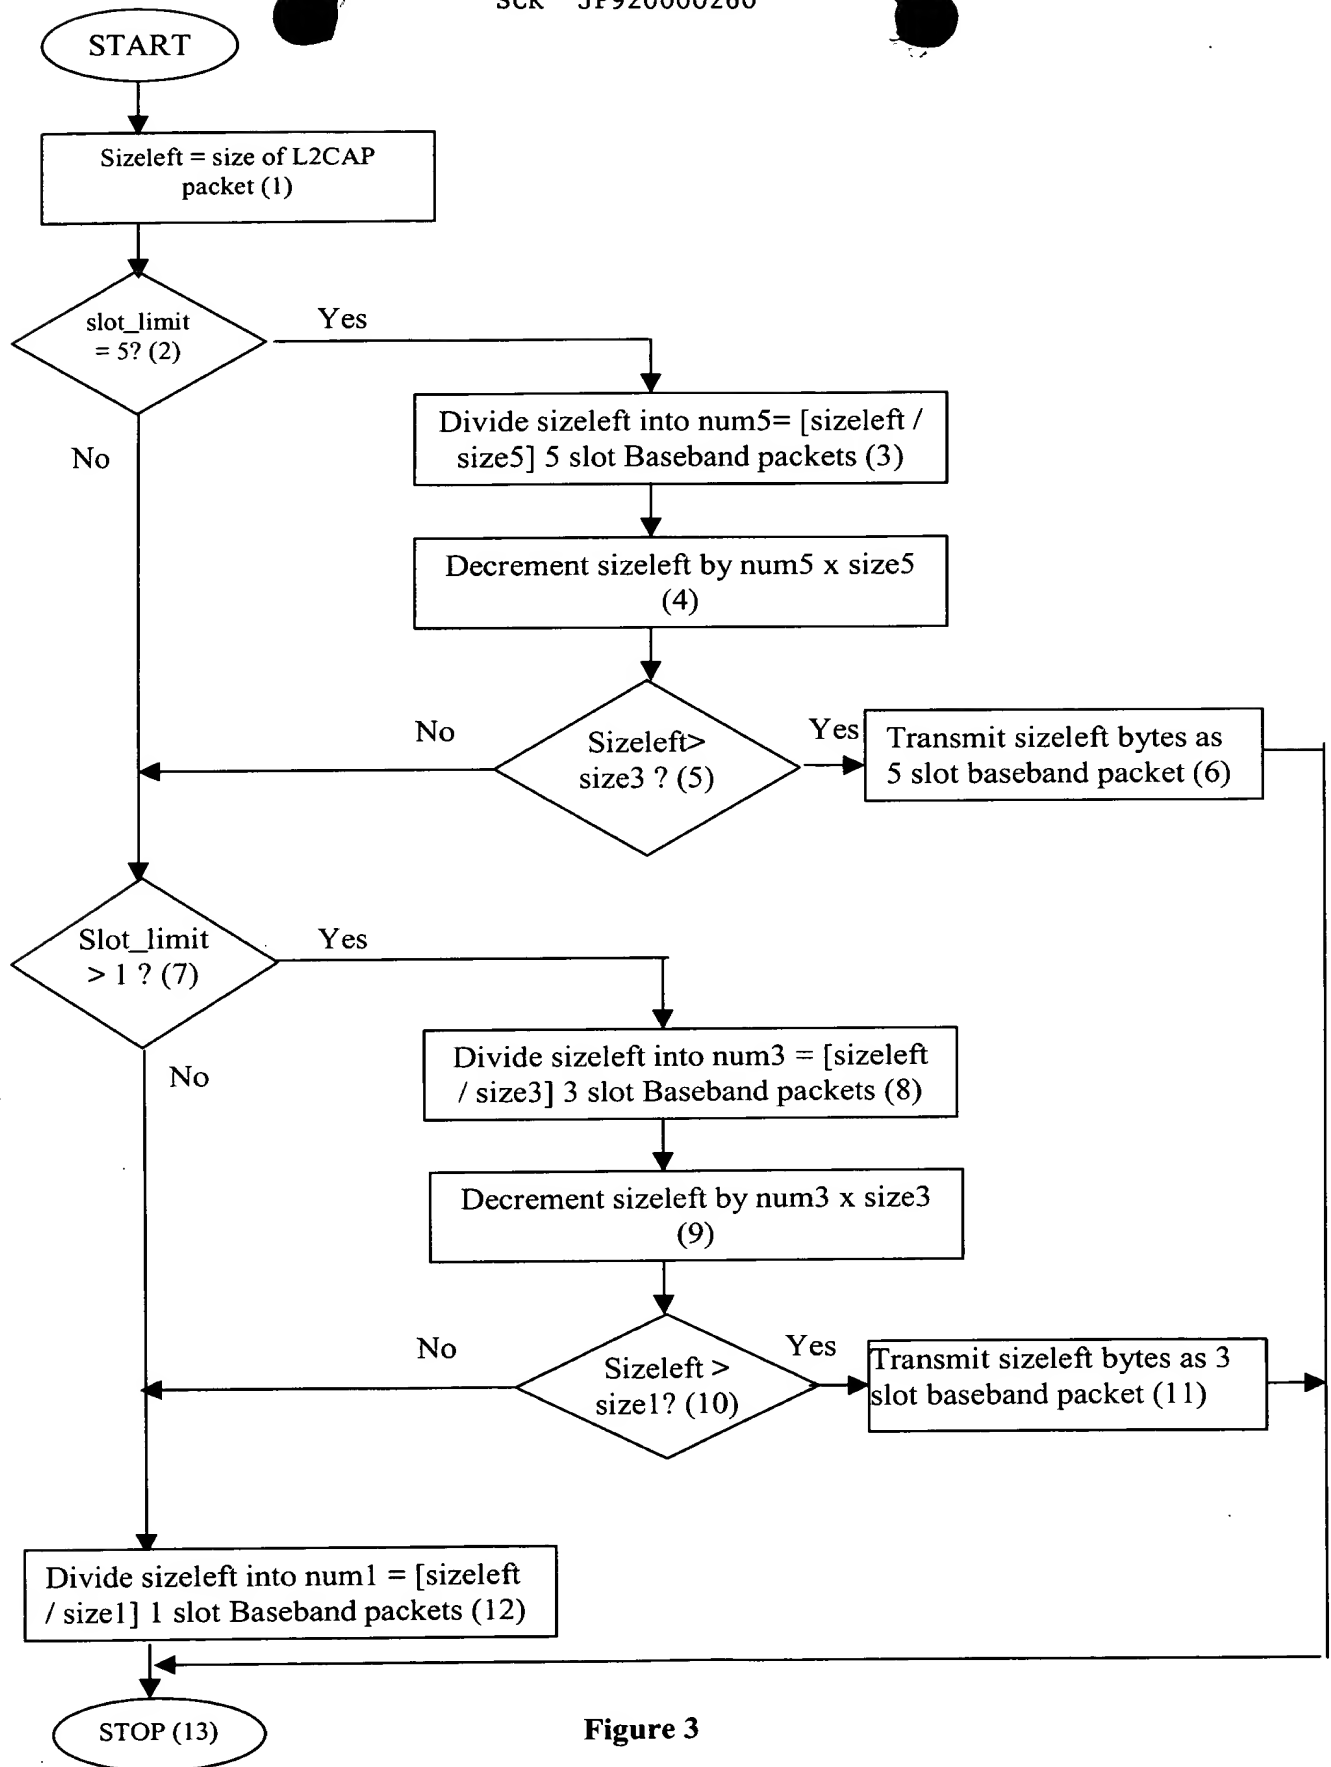 START
Sizeleft = size of L2CAP
packet (1)
slot_limit
= 5? (2)
Yes
No
Divide sizeleft into num5= [sizeleft /
size5] 5 slot Baseband packets (3)
Decrement sizeleft by num5 x size5
(4)
Sizeleft>
size3 ? (5)
No
Yes
Transmit sizeleft bytes as
5 slot baseband packet (6)
Slot_limit
> 1 ? (7)
Yes
No
Divide sizeleft into num3 = [sizeleft
/ size3] 3 slot Baseband packets (8)
Decrement sizeleft by num3 x size3
(9)
Sizeleft >
size1? (10)
No
Yes
Transmit sizeleft bytes as 3
slot baseband packet (11)
Divide sizeleft into num1 = [sizeleft
/ size1] 1 slot Baseband packets (12)
STOP (13)
Figure 3